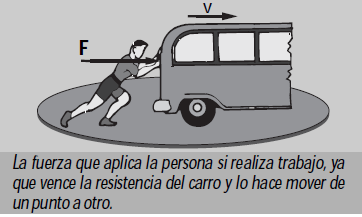 V
F
La fuerza que aplica la persona si realiza trabajo, ya
que vence la resistencia del carro y lo hace mover de
un punto a otro.